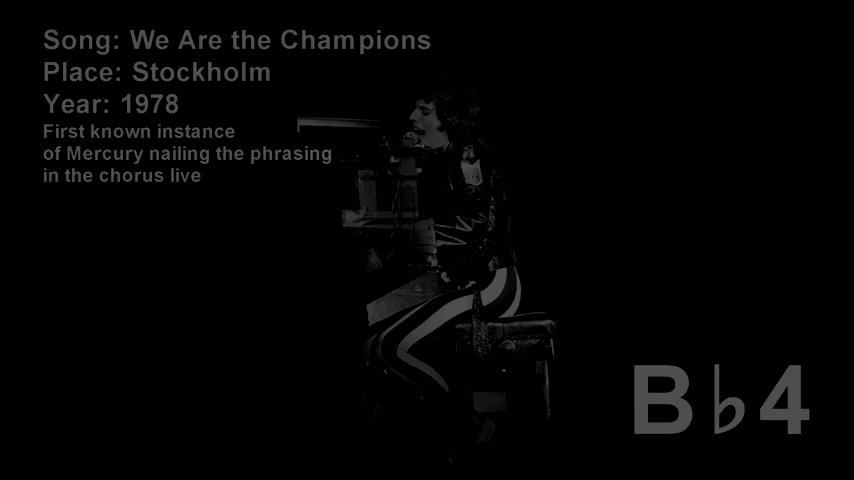 Song: We Are the Champions
Place: Stockholm
Year: 1978
First known instance
of Mercury nailing the phrasing
in the chorus live
B♭4